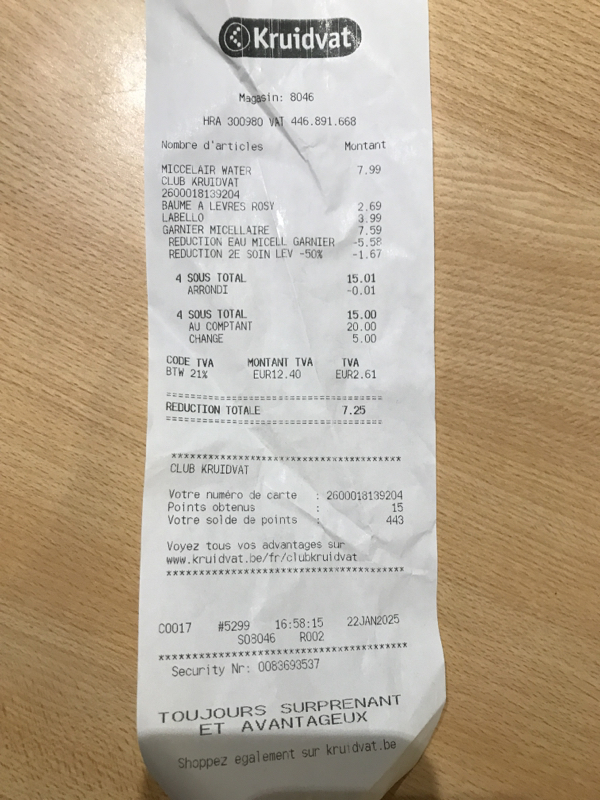 Kruidvat
Magasin: 8046
HRA 300980 VAT 446.891.668
Nombre d'articles Montant
MICCELAIR WATER 7.99
CLUB KRUIDVAT
2600018139204
BAUME A LEVRES ROSY 2.69
LABELLO 3.99
GARNIER MICELLAIRE 7.59
REDUCTION EAU MICELL GARNIER -5.58
REDUCTION 2E SOIN LEV -50% -1.67
4 SOUS TOTAL 15.01
ARRONDI -0.01
4 SOUS TOTAL 15.00
AU COMPTANT 20.00
CHANGE 5.00
CODE TVA MONTANT TVA TVA
BTW 21% EUR12.40 EUR2.61
========================================
REDUCTION TOTALE 7.25
========================================
****************************************
CLUB KRUIDVAT
Votre numéro de carte : 2600018139204
Points obtenus : 15
Votre solde de points : 443
Voyez tous vos advantages sur
www.kruidvat.be/fr/clubkruidvat
****************************************
C0017 #5299 16:58:15 22JAN2025
S08046 R002
****************************************
Security Nr: 0083693537
TOUJOURS SURPRENANT
ET AVANTAGEUX
Shoppez egalement sur kruidvat.be